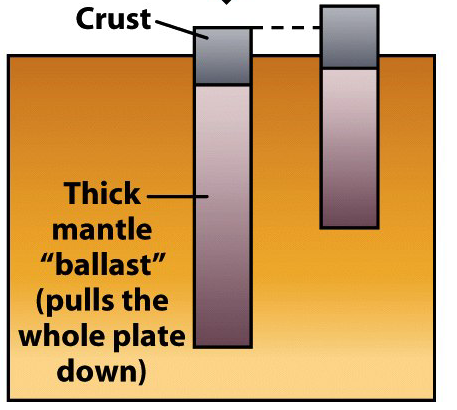 Crust
Thick
mantle
“ballast”
(pulls the
whole plate
down)